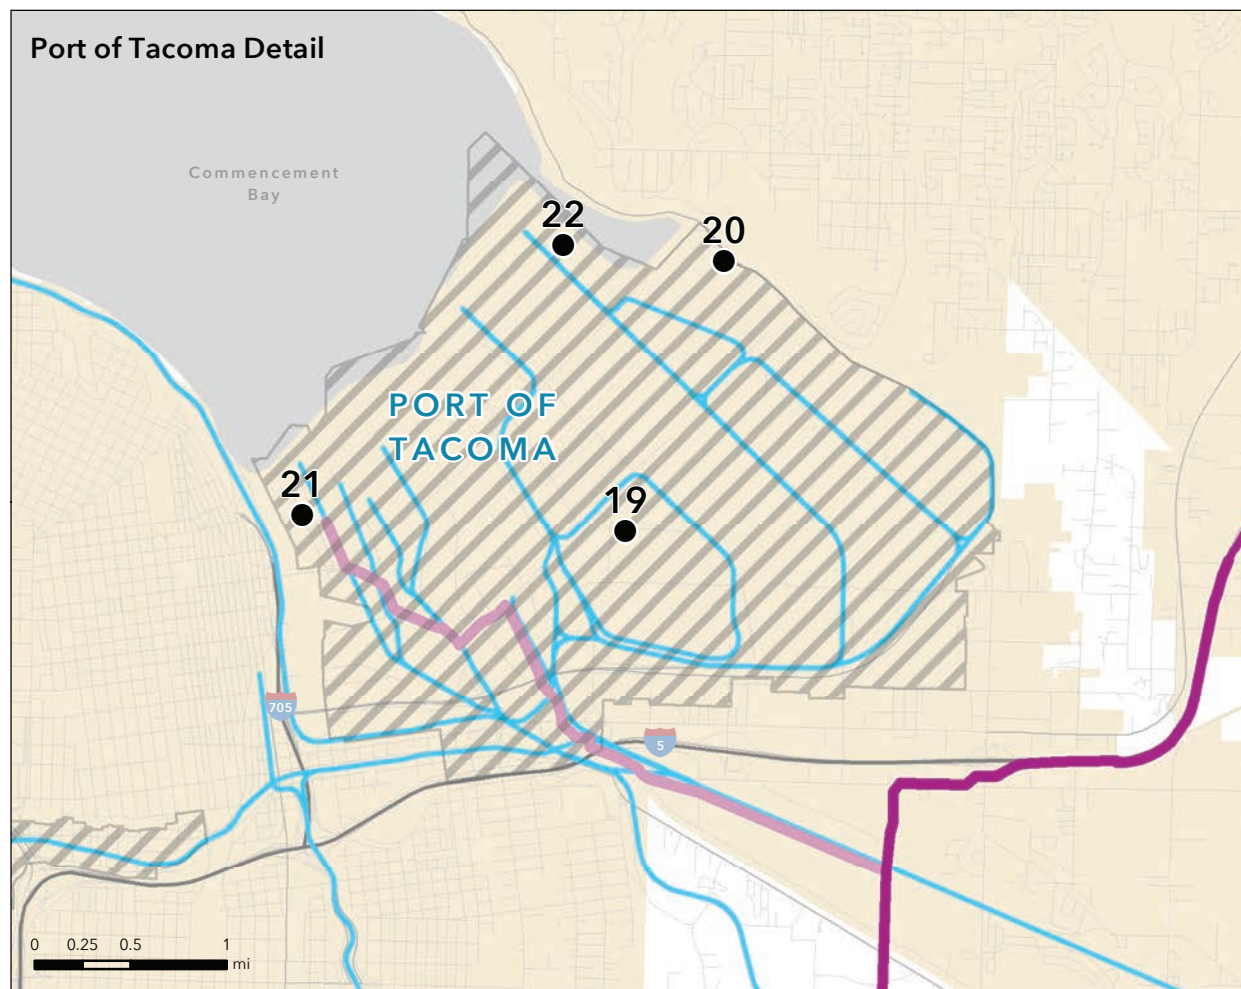 Port of Tacoma Detail
Commencement
Bay
22
20
PORT OF
TACOMA
21
19
705
5
0 0.25 0.5 1
mi